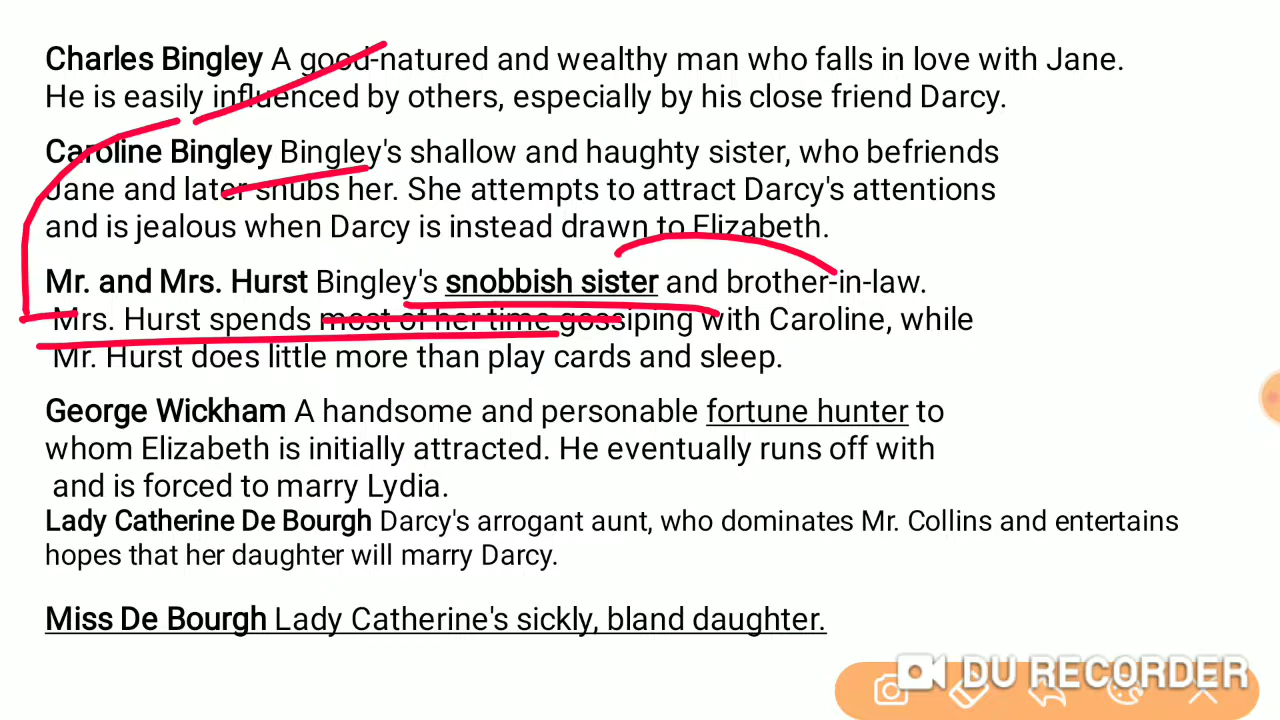 Charles Bingley A good-natured and wealthy man who falls in love with Jane.
He is easily influenced by others, especially by his close friend Darcy.
Caroline Bingley Bingley's shallow and haughty sister, who befriends
Jane and later snubs her. She attempts to attract Darcy's attentions
and is jealous when Darcy is instead drawn to Elizabeth.
Mr. and Mrs. Hurst Bingley's snobbish sister and brother-in-law.
Mrs. Hurst spends most of her time gossiping with Caroline, while
Mr. Hurst does little more than play cards and sleep.
George Wickham A handsome and personable fortune hunter to
whom Elizabeth is initially attracted. He eventually runs off with
and is forced to marry Lydia.
Lady Catherine De Bourgh Darcy's arrogant aunt, who dominates Mr. Collins and entertains
hopes that her daughter will marry Darcy.
Miss De Bourgh Lady Catherine's sickly, bland daughter.
DU RECORDER